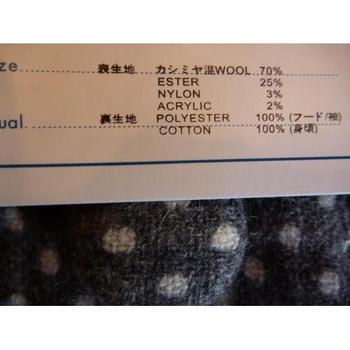 ze 表生地 カシミヤ混WOOL 70%
ESTER 25%
NYLON 3%
ACRYLIC 2%
ual 裏生地 POLYESTER 100% (フード/袖)
COTTON 100% (身頃)